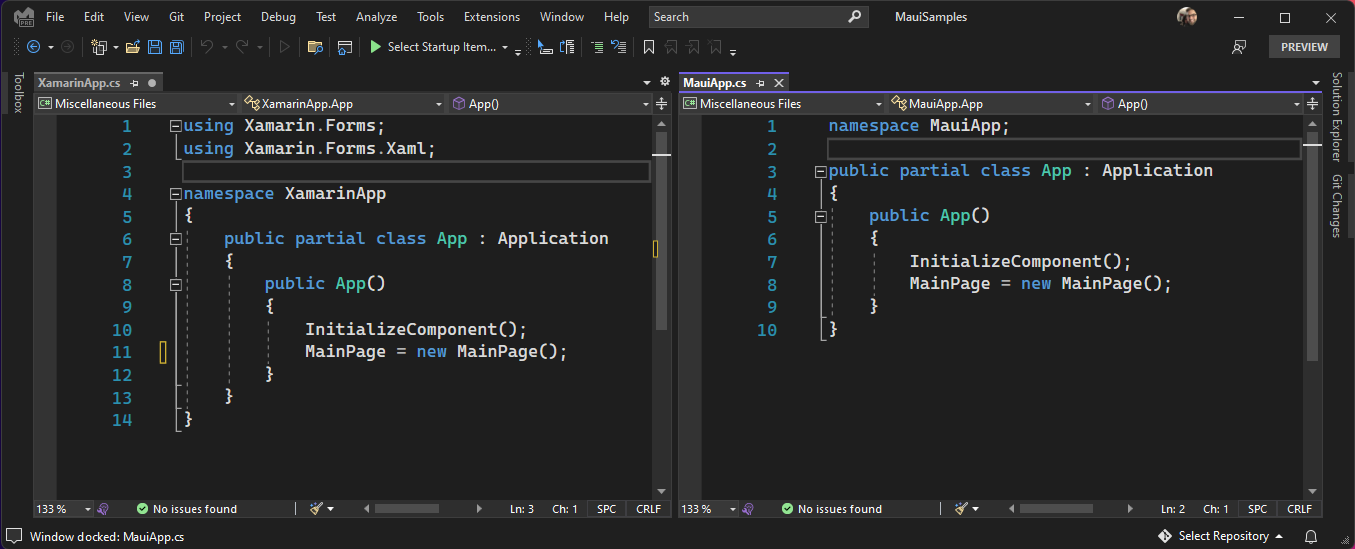 File Edit View Git Project Debug Test Analyze Tools Extensions Window Help Search MauiSamples
PRE
Select Startup Item... PREVIEW
Toolbox
XamarinApp.cs
C# Miscellaneous Files XamarinApp.App App()
1 using Xamarin.Forms;
2 using Xamarin.Forms.Xaml;
3
4 namespace XamarinApp
5 {
6 public partial class App : Application
7 {
8 public App()
9 {
10 InitializeComponent();
11 MainPage = new MainPage();
12 }
13 }
14 }
133 % No issues found Ln: 3 Ch: 1 SPC CRLF
MauiApp.cs
C# Miscellaneous Files MauiApp.App App()
1 namespace MauiApp;
2
3 public partial class App : Application
4 {
5 public App()
6 {
7 InitializeComponent();
8 MainPage = new MainPage();
9 }
10 }
133 % No issues found Ln: 2 Ch: 1 SPC CRLF
Solution Explorer
Git Changes
Window docked: MauiApp.cs Select Repository